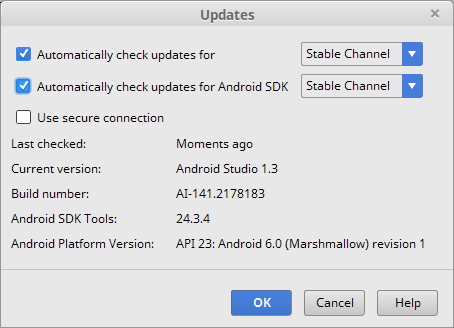 Updates
Automatically check updates for Stable Channel
Automatically check updates for Android SDK Stable Channel
Use secure connection
Last checked: Moments ago
Current version: Android Studio 1.3
Build number: AI-141.2178183
Android SDK Tools: 24.3.4
Android Platform Version: API 23: Android 6.0 (Marshmallow) revision 1
OK Cancel Help